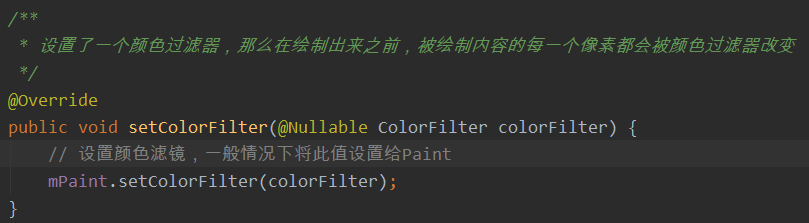 /**
 * 设置了一个颜色过滤器，那么在绘制出来之前，被绘制内容的每一个像素都会被颜色过滤器改变
 */
@Override
public void setColorFilter(@Nullable ColorFilter colorFilter) {
    // 设置颜色滤镜，一般情况下将此值设置给Paint
    mPaint.setColorFilter(colorFilter);
}